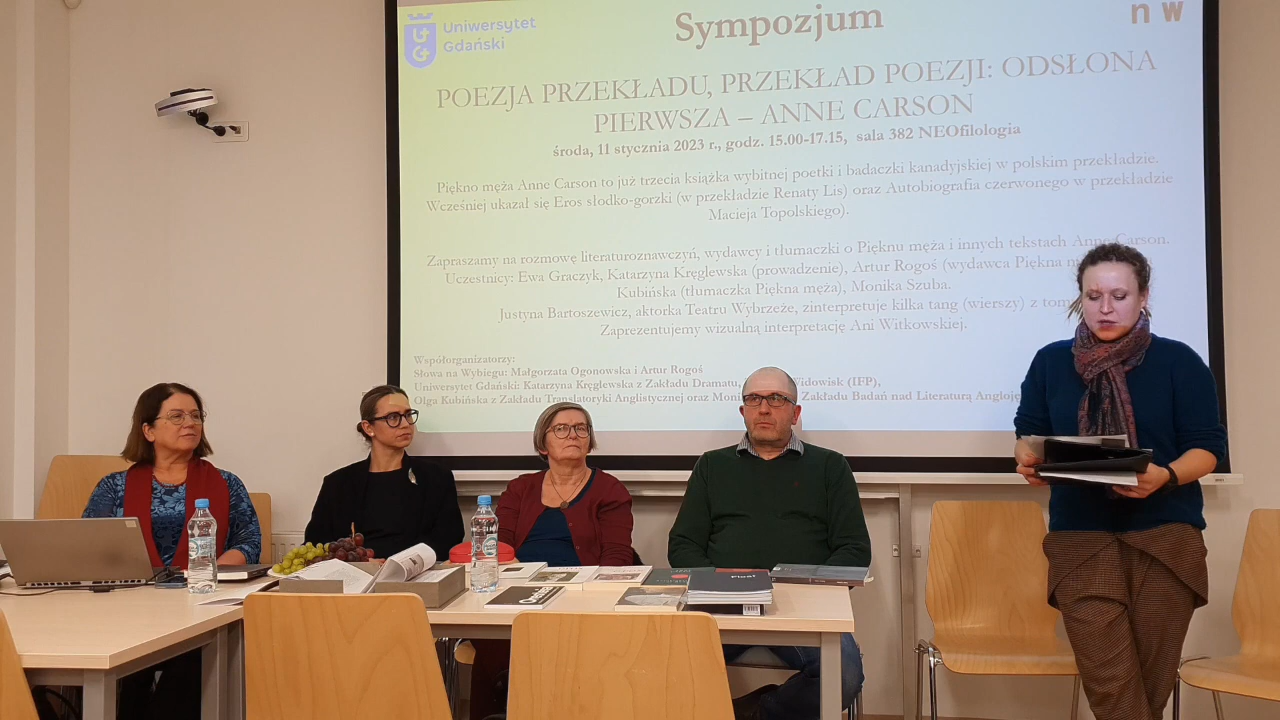 Uniwersytet
Gdański
Sympozjum
n w
POEZJA PRZEKŁADU, PRZEKŁAD POEZJI: ODSŁONA
PIERWSZA – ANNE CARSON
środa, 11 stycznia 2023 r., godz. 15.00-17.15, sala 382 NEOfilologia
Piękno męża Anne Carson to już trzecia książka wybitnej poetki i badaczki kanadyjskiej w polskim przekładzie.
Wcześniej ukazał się Eros słodko-gorzki (w przekładzie Renaty Lis) oraz Autobiografia czerwonego w przekładzie
Macieja Topolskiego).
Zapraszamy na rozmowę literaturoznawczyń, wydawcy i tłumaczki o Pięknu męża i innych tekstach Anne Carson.
Uczestnicy: Ewa Graczyk, Katarzyna Kręglewska (prowadzenie), Artur Rogoś (wydawca Piękna
Kubińska (tłumaczka Piękna męża), Monika Szuba.
Justyna Bartoszewicz, aktorka Teatru Wybrzeże, zinterpretuje kilka tang (wierszy) z
Zaprezentujemy wizualną interpretację Ani Witkowskiej.
Współorganizatorzy:
Słowa na Wybiegu: Małgorzata Ogonowska i Artur Rogoś
Uniwersytet Gdański: Katarzyna Kręglewska z Zakładu Dramatu, Widowisk (IFP),
Olga Kubińska z Zakładu Translatoryki Anglistycznej oraz Zakładu Badań nad Literaturą
Float